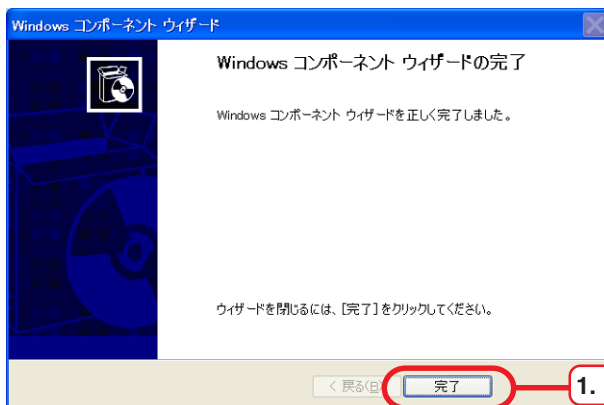 Windows コンポーネント ウィザード
Windows コンポーネント ウィザードの完了
Windows コンポーネント ウィザードを正しく完了しました。
ウィザードを閉じるには、[完了] をクリックしてください。
< 戻る(B)
完了
1.